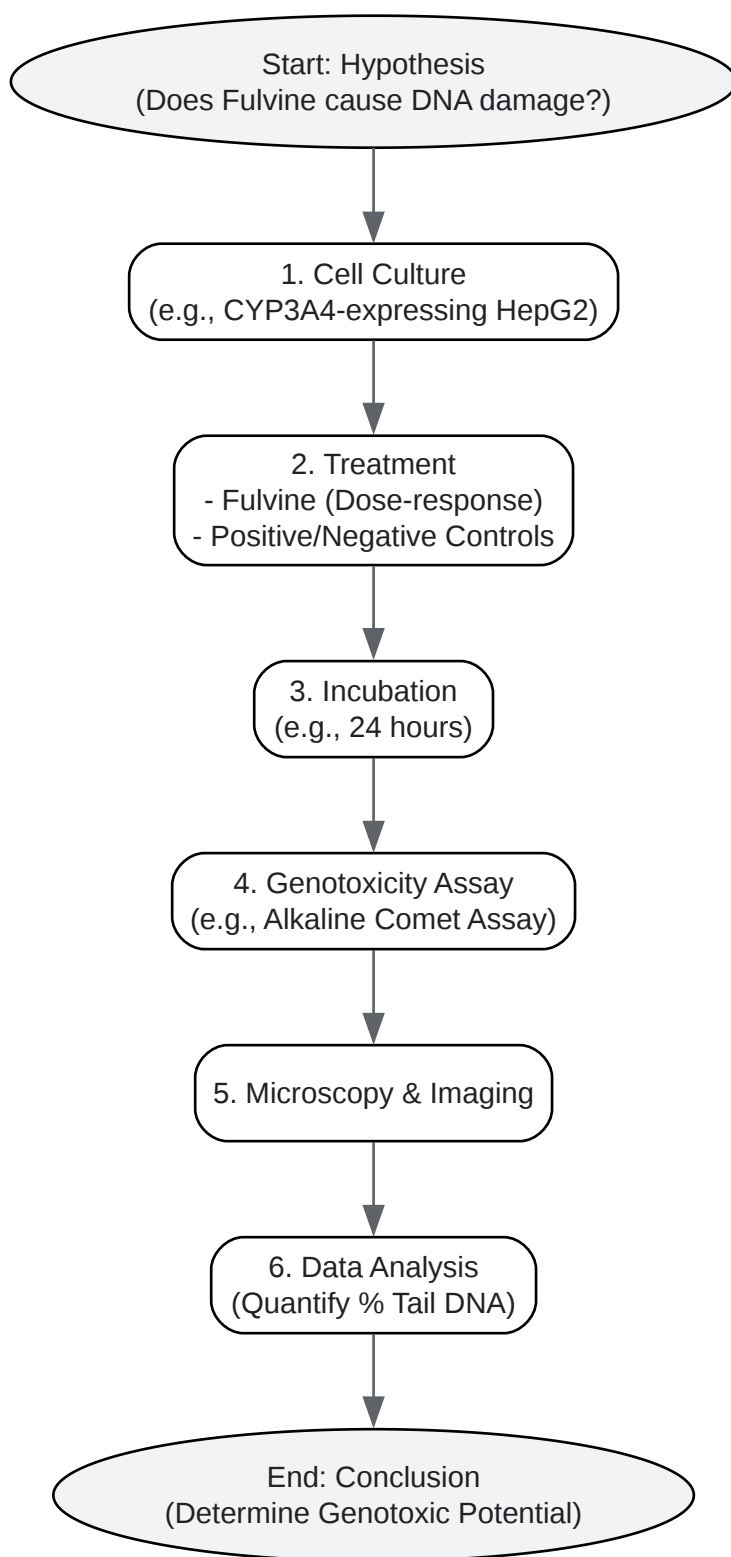 Start: Hypothesis
(Does Fulvine cause DNA damage?)
1. Cell Culture
(e.g., CYP3A4-expressing HepG2)
2. Treatment
- Fulvine (Dose-response)
- Positive/Negative Controls
3. Incubation
(e.g., 24 hours)
4. Genotoxicity Assay
(e.g., Alkaline Comet Assay)
5. Microscopy & Imaging
6. Data Analysis
(Quantify % Tail DNA)
End: Conclusion
(Determine Genotoxic Potential)